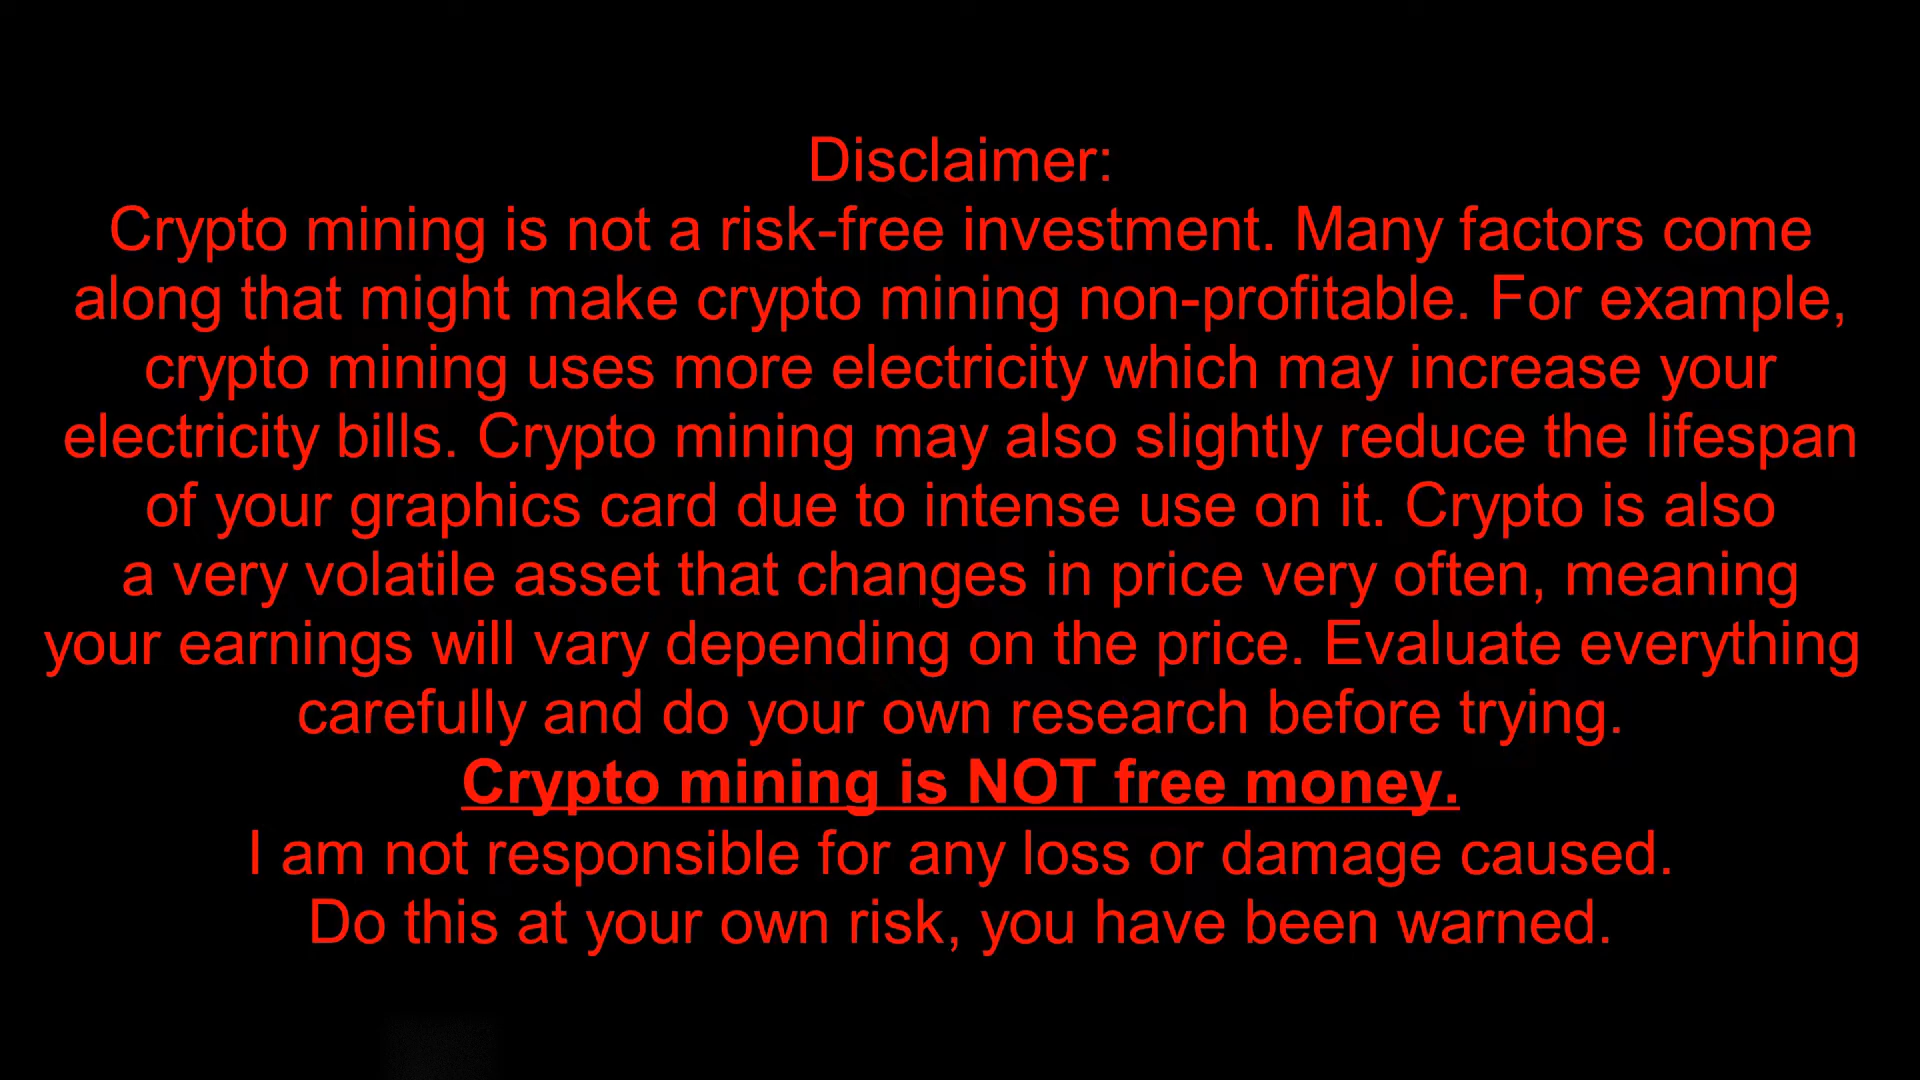 Disclaimer:
Crypto mining is not a risk-free investment. Many factors come
along that might make crypto mining non-profitable. For example,
crypto mining uses more electricity which may increase your
electricity bills. Crypto mining may also slightly reduce the lifespan
of your graphics card due to intense use on it. Crypto is also
a very volatile asset that changes in price very often, meaning
your earnings will vary depending on the price. Evaluate everything
carefully and do your own research before trying.
Crypto mining is NOT free money.
I am not responsible for any loss or damage caused.
Do this at your own risk, you have been warned.